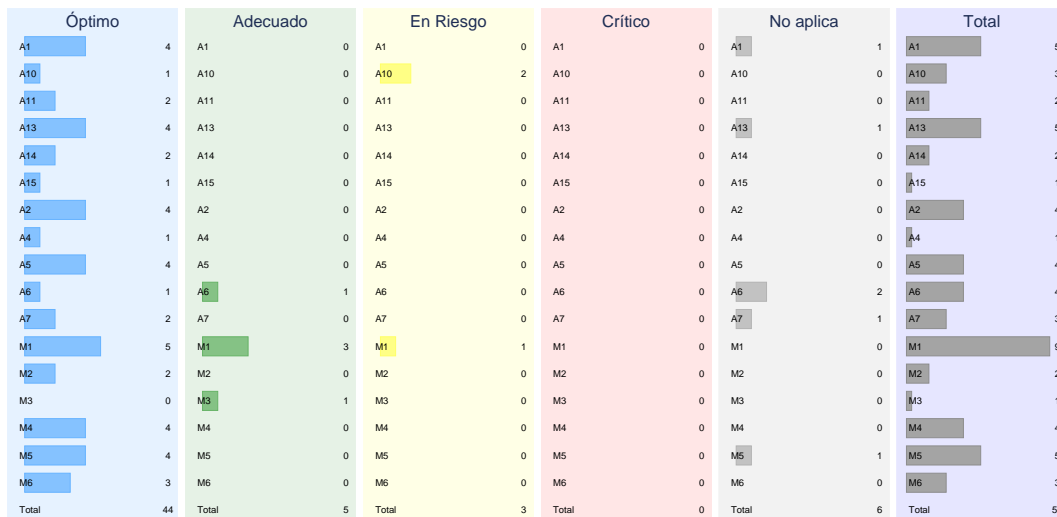 Óptimo Adecuado En Riesgo Crítico No aplica Total
A1 4 A1 0 A1 0 A1 0 A1 1 A1 5
A10 1 A10 0 A10 2 A10 0 A10 0 A10 3
A11 2 A11 0 A11 0 A11 0 A11 0 A11 2
A13 4 A13 0 A13 0 A13 0 A13 1 A13 5
A14 2 A14 0 A14 0 A14 0 A14 0 A14 2
A15 1 A15 0 A15 0 A15 0 A15 0 A15 1
A2 4 A2 0 A2 0 A2 0 A2 0 A2 4
A4 1 A4 0 A4 0 A4 0 A4 0 A4 1
A5 4 A5 0 A5 0 A5 0 A5 0 A5 4
A6 1 A6 1 A6 0 A6 0 A6 2 A6 4
A7 2 A7 0 A7 0 A7 0 A7 1 A7 3
M1 5 M1 3 M1 1 M1 0 M1 0 M1 9
M2 2 M2 0 M2 0 M2 0 M2 0 M2 2
M3 0 M3 1 M3 0 M3 0 M3 0 M3 1
M4 4 M4 0 M4 0 M4 0 M4 0 M4 4
M5 4 M5 0 M5 0 M5 0 M5 1 M5 5
M6 3 M6 0 M6 0 M6 0 M6 0 M6 3
Total 44 Total 5 Total 3 Total 0 Total 6 Total 5